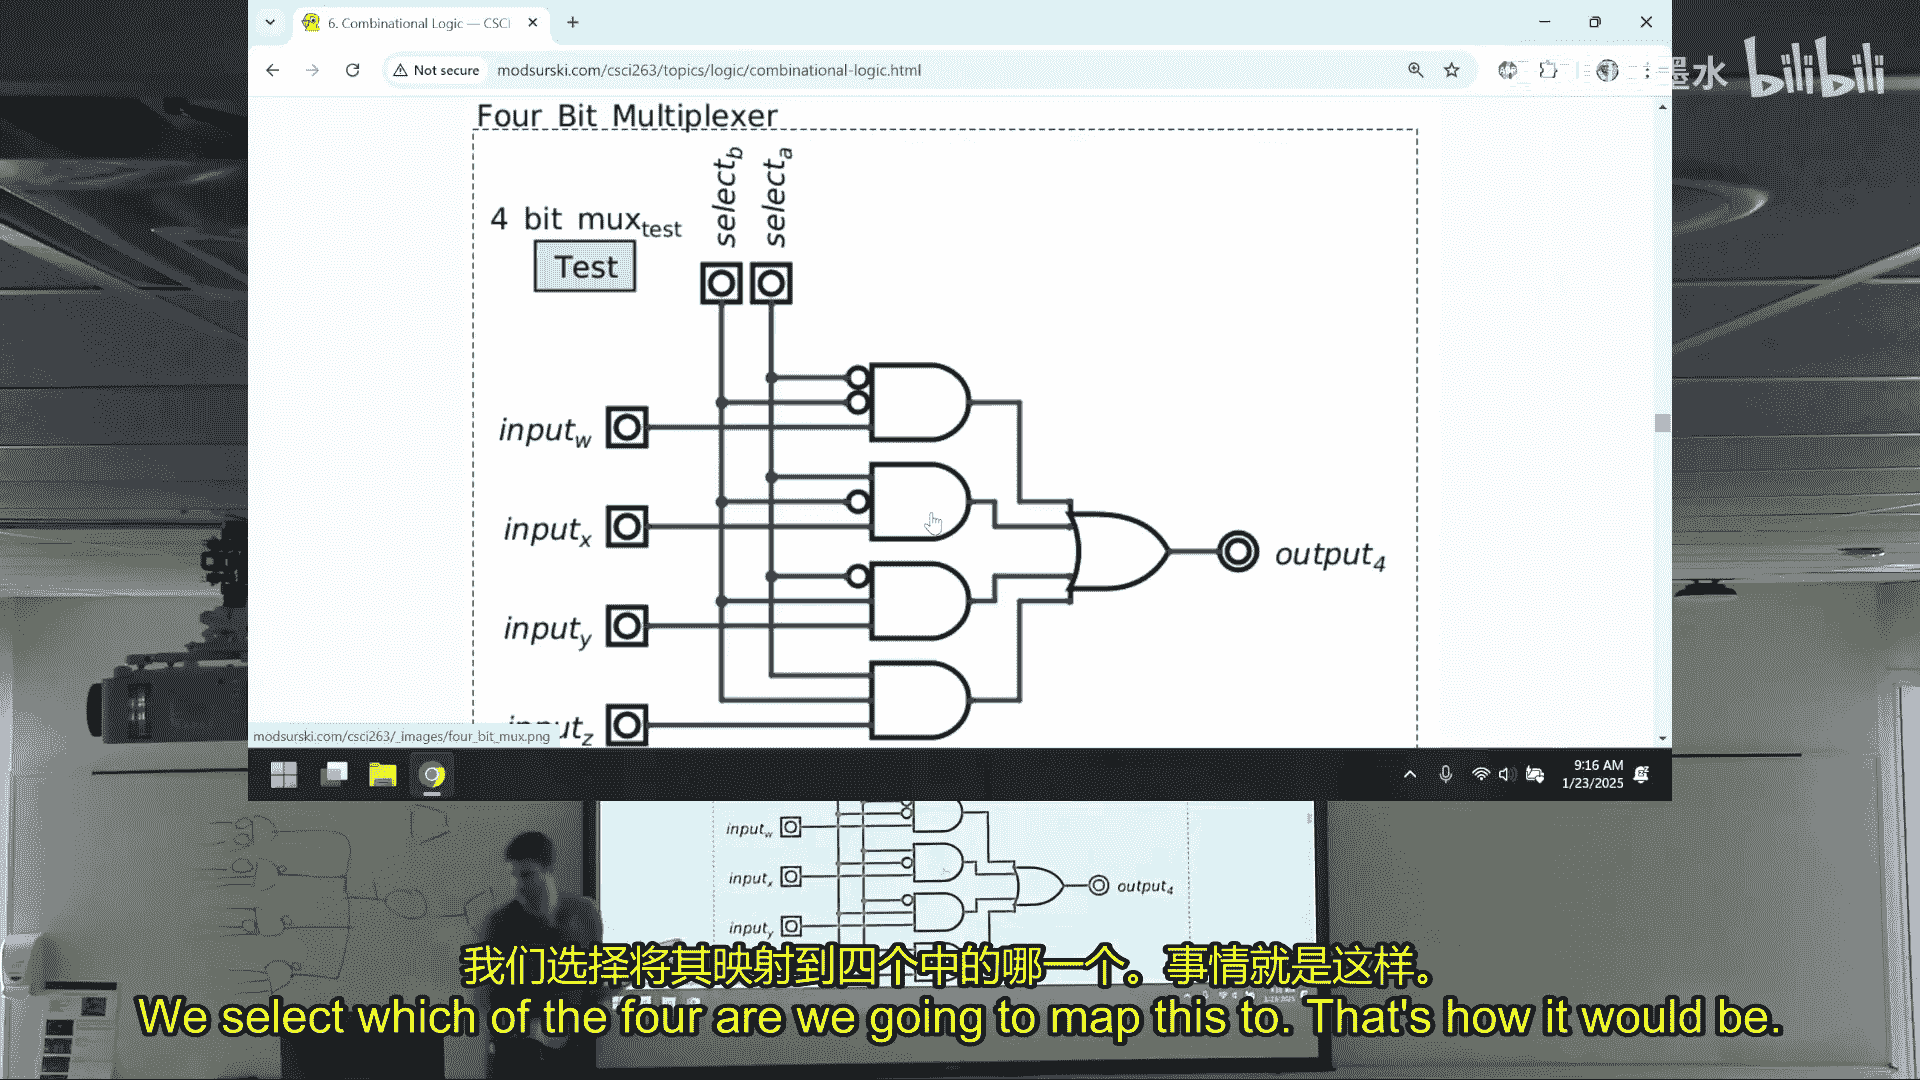 6. Combinational Logic — CSCI
Not secure
modsurski.com/csci263/topics/logic/combinational-logic.html
墨水 bilibili
Four Bit Multiplexer
select_b
select_a
4 bit mux_test
Test
input_w
input_x
input_y
output_4
modsurski.com/csci263/_images/four_bit_mux.png
9:16 AM
1/23/2025
input_w
input_x
input_y
output_4
我们选择将其映射到四个中的哪一个。事情就是这样。
We select which of the four are we going to map this to. That's how it would be.